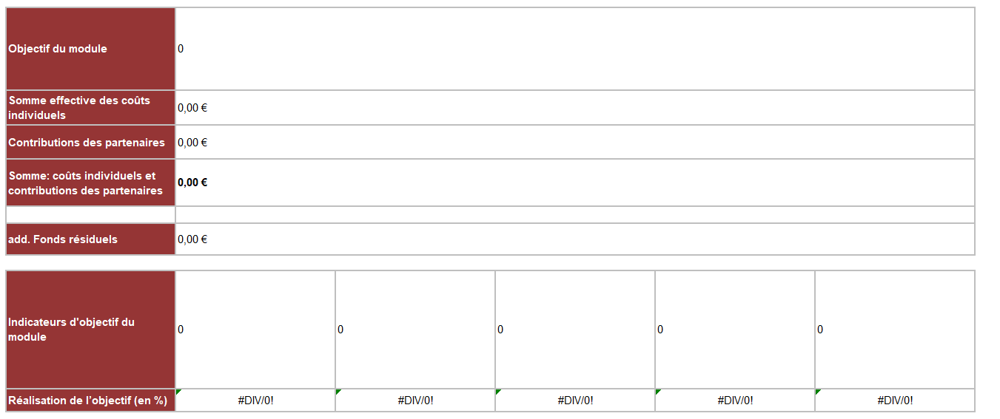 Objectif du module
0
Somme effective des coûts
individuels
0,00 €
Contributions des partenaires
0,00 €
Somme: coûts individuels et
contributions des partenaires
0,00 €
add. Fonds résiduels
0,00 €
Indicateurs d'objectif du
module
0 0 0 0 0
Réalisation de l’objectif (en %) #DIV/0! #DIV/0! #DIV/0! #DIV/0! #DIV/0!